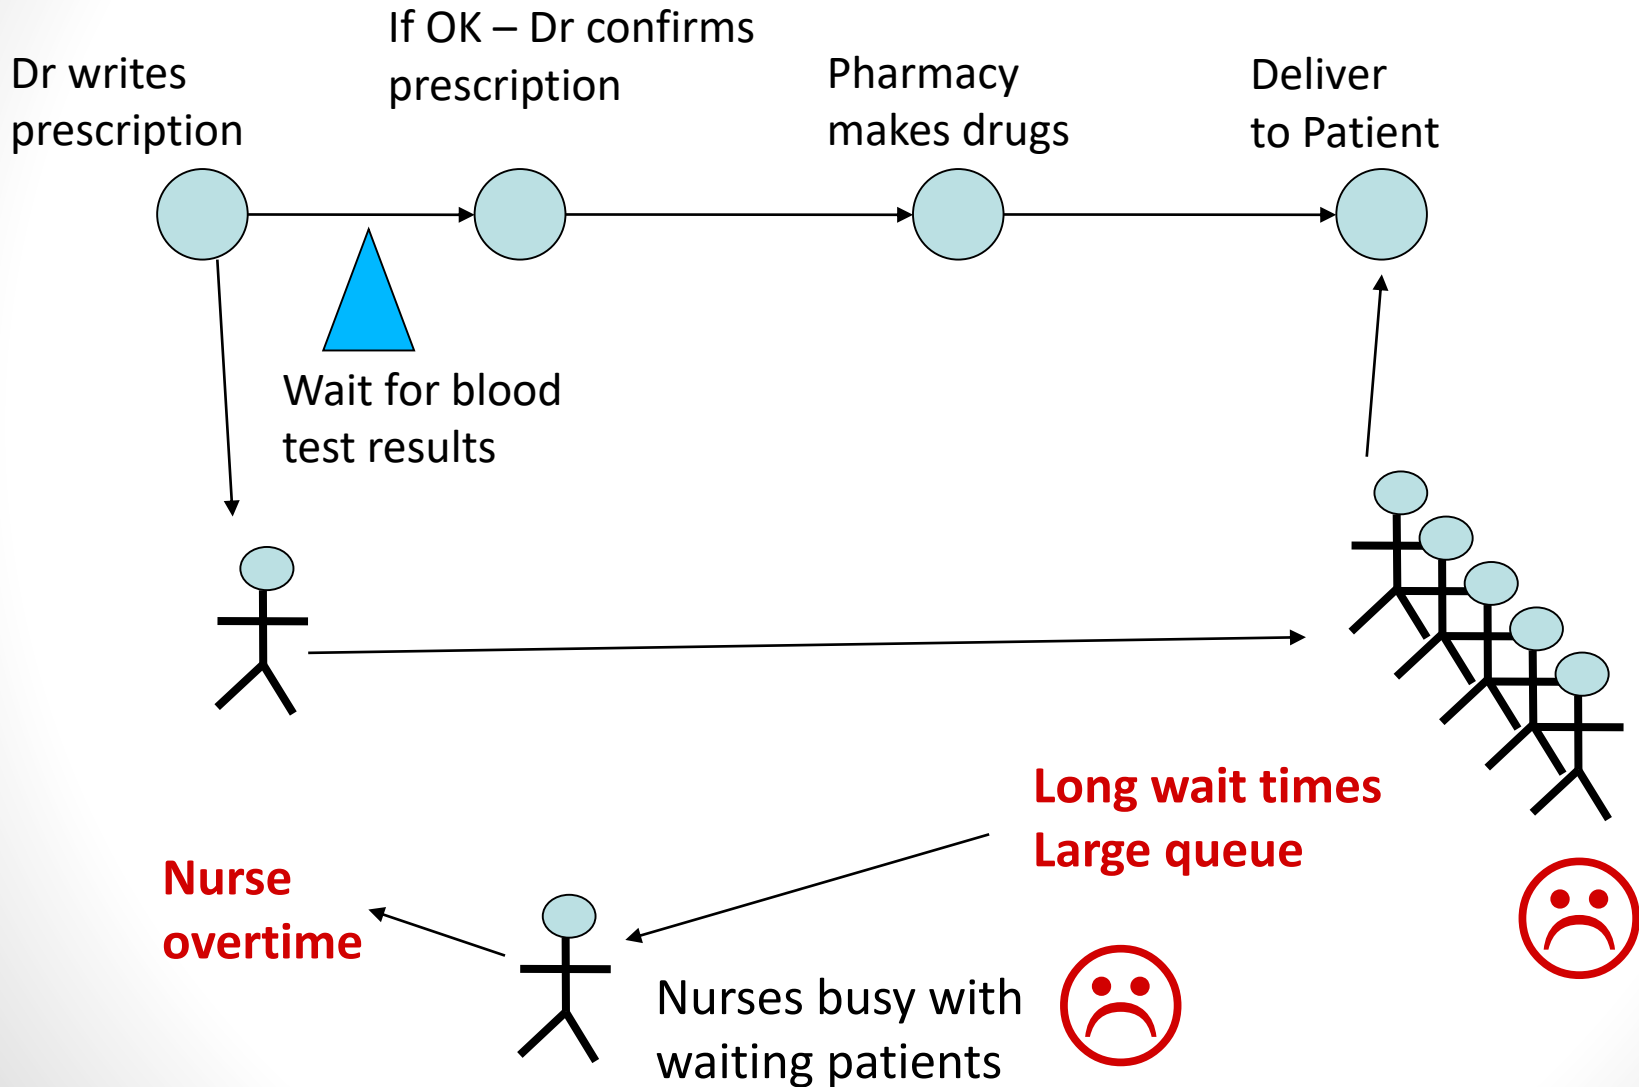 Dr writes
prescription
If OK – Dr confirms
prescription
Pharmacy
makes drugs
Deliver
to Patient
Wait for blood
test results
Long wait times
Large queue
Nurse
overtime
Nurses busy with
waiting patients